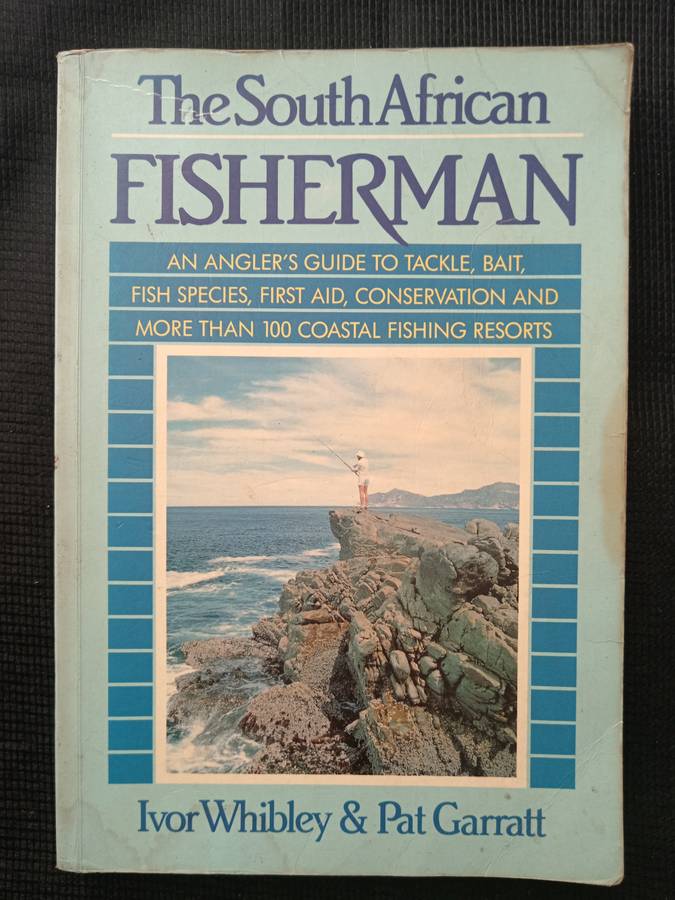 The South African
FISHERMAN
AN ANGLER'S GUIDE TO TACKLE, BAIT,
FISH SPECIES, FIRST AID, CONSERVATION AND
MORE THAN 100 COASTAL FISHING RESORTS
Ivor Whibley & Pat Garratt